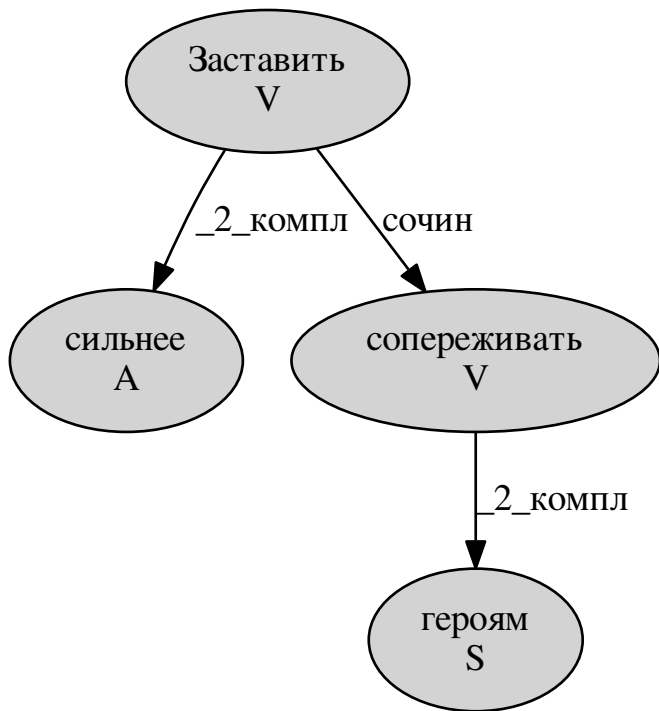 Заставить
V
_2_компл
сочин
сильнее
A
сопереживать
V
_2_компл
героям
S